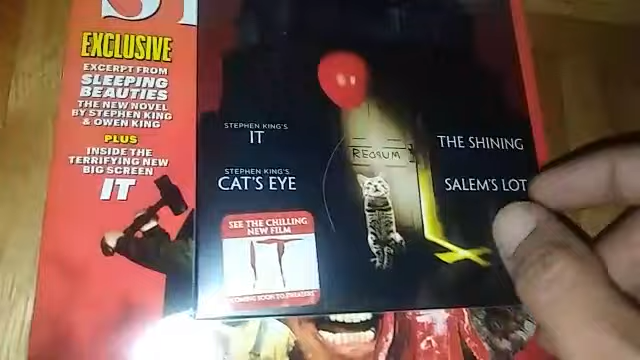 EXCLUSIVE
EXCERPT FROM
SLEEPING
BEAUTIES
THE NEW NOVEL
BY STEPHEN KING
& OWEN KING
PLUS
INSIDE THE
TERRIFYING NEW
BIG SCREEN
IT
STEPHEN KING'S
IT
STEPHEN KING'S
CAT'S EYE
REDRUM
THE SHINING
SALEM'S LOT
SEE THE CHILLING
NEW FILM
IT
COMING SOON TO THEATERS